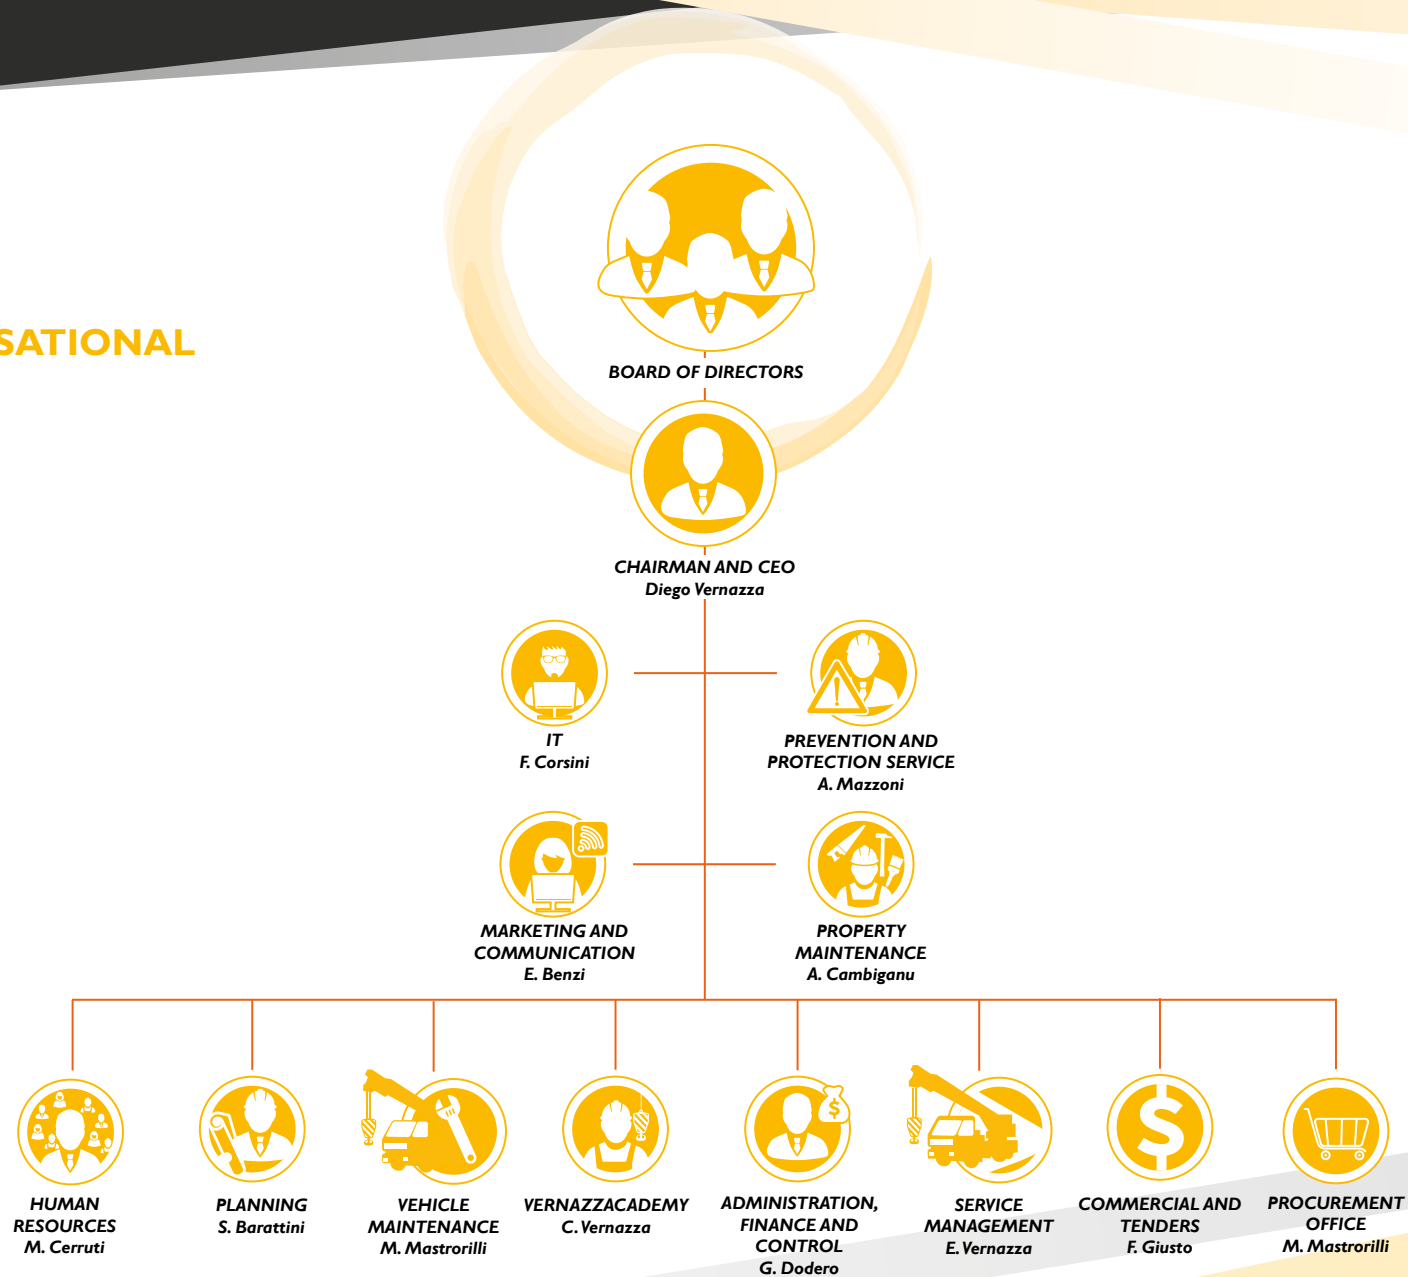 SATIONAL
BOARD OF DIRECTORS
CHAIRMAN AND CEO
Diego Vernazza
IT
F. Corsini
PREVENTION AND
PROTECTION SERVICE
A. Mazzoni
MARKETING AND
COMMUNICATION
E. Benzi
PROPERTY
MAINTENANCE
A. Cambiganu
HUMAN
RESOURCES
M. Cerruti
PLANNING
S. Barattini
VEHICLE
MAINTENANCE
M. Mastrorilli
VERNAZZACADEMY
C. Vernazza
ADMINISTRATION,
FINANCE AND
CONTROL
G. Dodero
SERVICE
MANAGEMENT
E. Vernazza
COMMERCIAL AND
TENDERS
F. Giusto
PROCUREMENT
OFFICE
M. Mastrorilli